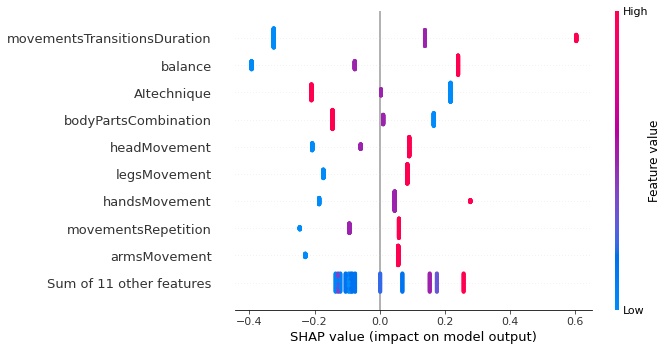 High
movementsTransitionsDuration
balance
AItechnique
bodyPartsCombination
headMovement
legsMovement
handsMovement
movementsRepetition
armsMovement
Sum of 11 other features
Feature value
Low
−0.4 −0.2 0.0 0.2 0.4 0.6
SHAP value (impact on model output)